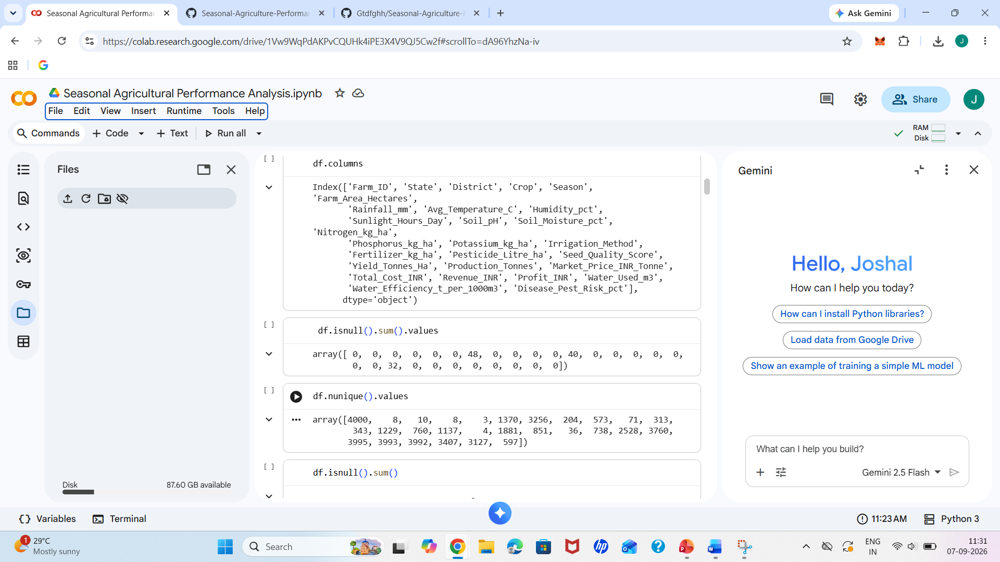 Seasonal Agricultural Performan
Seasonal-Agriculture-Performan
Gtdfghh/Seasonal-Agriculture-P
Ask Gemini
https://colab.research.google.com/drive/1Vw9WqPdAKPvCQUHk4iPE3X4V9QJ5Cw2f#scrollTo=dA96YhzNa-iv
J
Seasonal Agricultural Performance Analysis.ipynb
File Edit View Insert Runtime Tools Help
Share
J
Commands + Code + Text Run all
RAM
Disk
Files
[ ] df.columns
Index(['Farm_ID', 'State', 'District', 'Crop', 'Season',
'Farm_Area_Hectares',
'Rainfall_mm', 'Avg_Temperature_C', 'Humidity_pct',
'Sunlight_Hours_Day', 'Soil_pH', 'Soil_Moisture_pct',
'Nitrogen_kg_ha',
'Phosphorus_kg_ha', 'Potassium_kg_ha', 'Irrigation_Method',
'Fertilizer_kg_ha', 'Pesticide_Litre_ha', 'Seed_Quality_Score',
'Yield_Tonnes_Ha', 'Production_Tonnes', 'Market_Price_INR_Tonne',
'Total_Cost_INR', 'Revenue_INR', 'Profit_INR', 'Water_Used_m3',
'Water_Efficiency_t_per_1000m3', 'Disease_Pest_Risk_pct'],
dtype='object')
[ ] df.isnull().sum().values
array([ 0, 0, 0, 0, 0, 0, 48, 0, 0, 0, 0, 40, 0, 0, 0, 0, 0,
0, 0, 32, 0, 0, 0, 0, 0, 0, 0, 0])
[ ] df.nunique().values
array([4000, 8, 10, 8, 3, 1370, 3256, 204, 573, 71, 313,
343, 1229, 760, 1137, 4, 1881, 851, 36, 738, 2528, 3760,
3995, 3993, 3992, 3407, 3127, 597])
[ ] df.isnull().sum()
Disk 87.60 GB available
Gemini
Hello, Joshal
How can I help you today?
How can I install Python libraries?
Load data from Google Drive
Show an example of training a simple ML model
What can I help you build?
Gemini 2.5 Flash
Variables Terminal
11:23 AM Python 3
1
29°C
Mostly sunny
Search
ENG
IN
11:31
07-09-2026